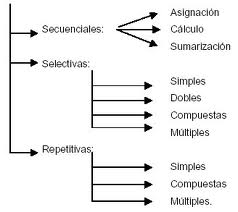 Asignación
Secuenciales: Cálculo
Sumarización
Selectivas:
Simples
Dobles
Compuestas
Múltiples
Repetitivas:
Simples
Compuestas
Múltiples.